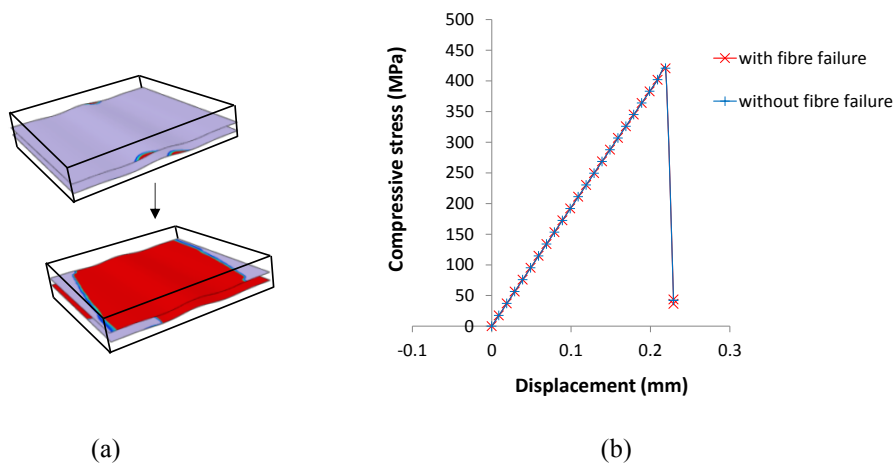 500
450
400
350
300
250
200
150
100
50
0
-0.1
0
0.1
0.2
0.3
Compressive stress (MPa)
Displacement (mm)
with fibre failure
without fibre failure
(a)
(b)